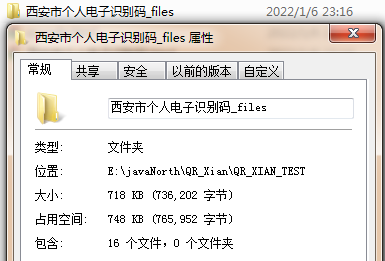 西安市个人电子识别码_files 2022/1/6 23:16
西安市个人电子识别码_files 属性
常规 共享 安全 以前的版本 自定义
西安市个人电子识别码_files
类型: 文件夹
位置: E:\javaNorth\QR_Xian\QR_XIAN_TEST
大小: 718 KB (736,202 字节)
占用空间: 748 KB (765,952 字节)
包含: 16 个文件，0 个文件夹